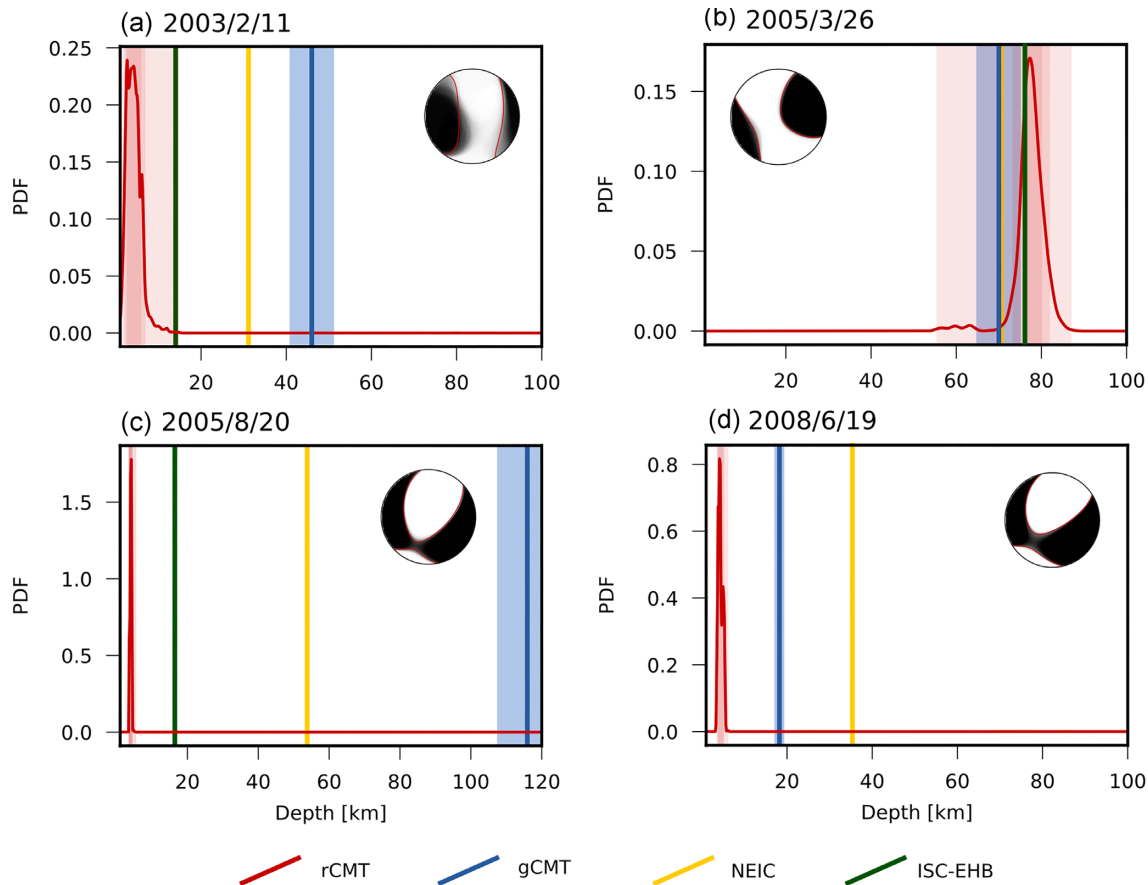 (a) 2003/2/11
0.25
0.20
0.15
0.10
0.05
0.00
PDF
20 40 60 80 100
(b) 2005/3/26
0.15
0.10
0.05
0.00
PDF
20 40 60 80 100
(c) 2005/8/20
1.5
1.0
0.5
0.0
PDF
20 40 60 80 100 120
Depth [km]
(d) 2008/6/19
0.8
0.6
0.4
0.2
0.0
PDF
20 40 60 80 100
Depth [km]
rCMT gCMT NEIC ISC-EHB